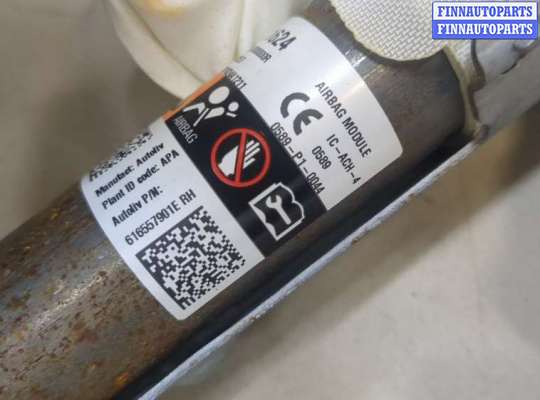 FINNAUTOPARTS
FINNAUTOPARTS
AIRBAG MODULE
IC-ACH-4
0589
0589-P1-0044
AIRBAG
Manufact: Autoliv
Plant ID code: APA
Autoliv P/N:
616557901E RH